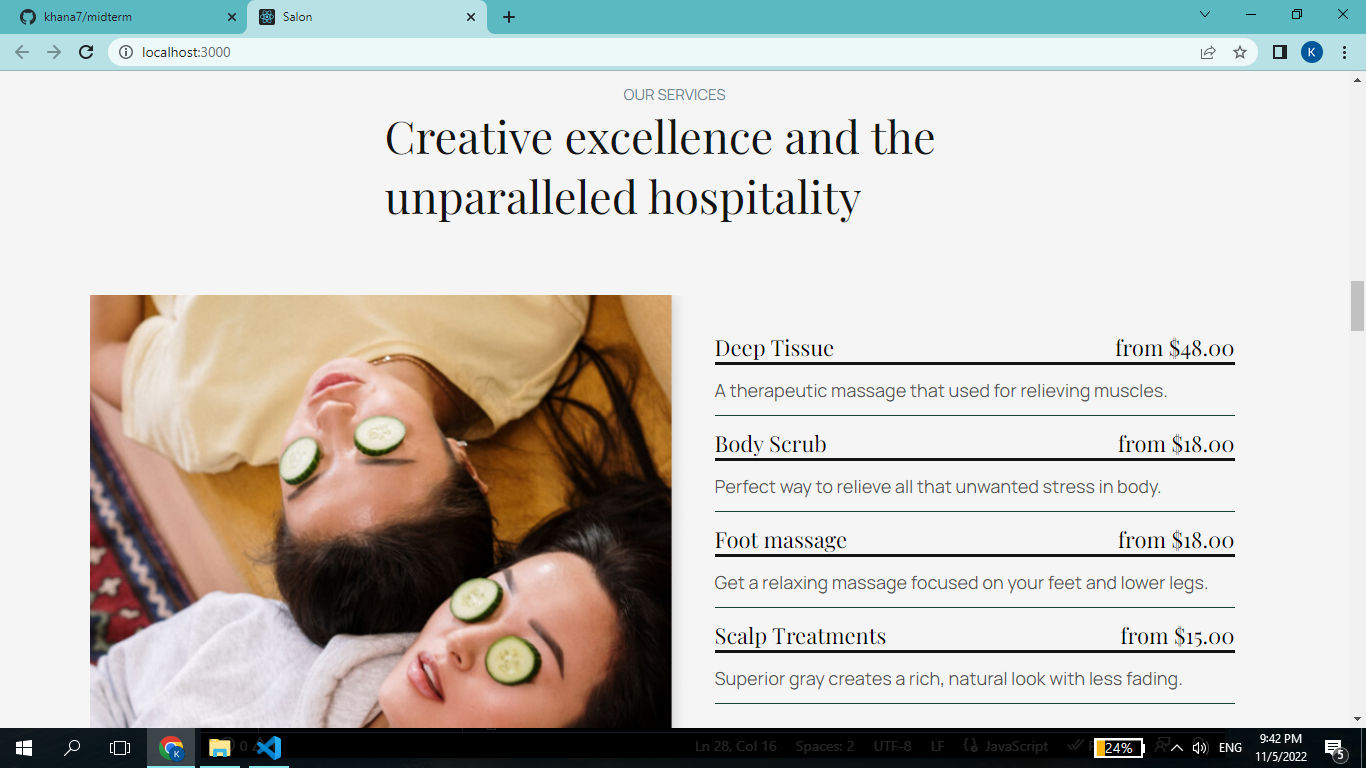 khana7/midterm
Salon
localhost:3000
K
OUR SERVICES
Creative excellence and the
unparalleled hospitality
Deep Tissue from $48.00
A therapeutic massage that used for relieving muscles.
Body Scrub from $18.00
Perfect way to relieve all that unwanted stress in body.
Foot massage from $18.00
Get a relaxing massage focused on your feet and lower legs.
Scalp Treatments from $15.00
Superior gray creates a rich, natural look with less fading.
K
0
Ln 28, Col 16 Spaces: 2 UTF-8 LF JavaScript
24%
ENG
9:42 PM
11/5/2022
5